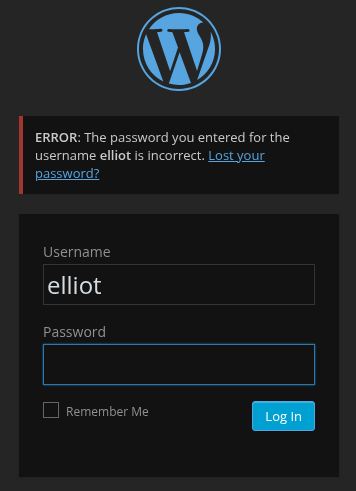 ERROR: The password you entered for the
username elliot is incorrect. Lost your
password?
Username
elliot
Password
Remember Me
Log In